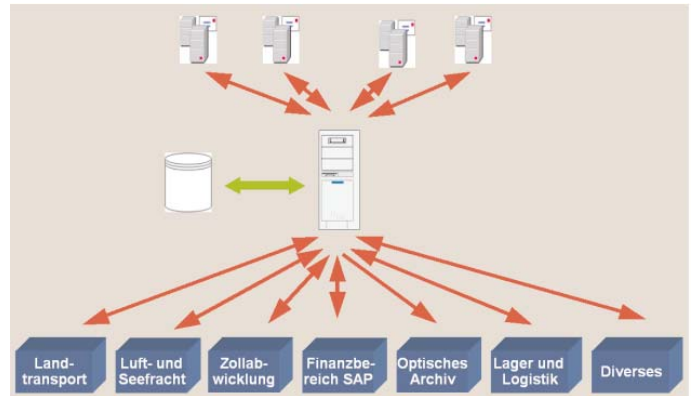 Land-
transport
Luft- und
Seefracht
Zollab-
wicklung
Finanzbe-
reich SAP
Optisches
Archiv
Lager und
Logistik
Diverses